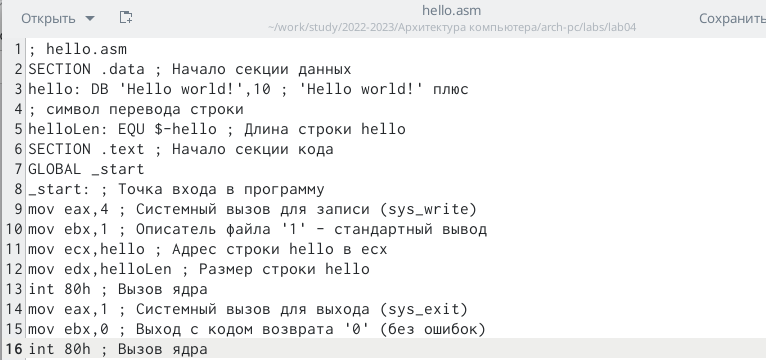 Открыть
hello.asm
~/work/study/2022-2023/Архитектура компьютера/arch-pc/labs/lab04
Сохранить
1 ; hello.asm
2 SECTION .data ; Начало секции данных
3 hello: DB 'Hello world!',10 ; 'Hello world!' плюс
4 ; символ перевода строки
5 helloLen: EQU $-hello ; Длина строки hello
6 SECTION .text ; Начало секции кода
7 GLOBAL _start
8 _start: ; Точка входа в программу
9 mov eax,4 ; Системный вызов для записи (sys_write)
10 mov ebx,1 ; Описатель файла '1' - стандартный вывод
11 mov ecx,hello ; Адрес строки hello в ecx
12 mov edx,helloLen ; Размер строки hello
13 int 80h ; Вызов ядра
14 mov eax,1 ; Системный вызов для выхода (sys_exit)
15 mov ebx,0 ; Выход с кодом возврата '0' (без ошибок)
16 int 80h ; Вызов ядра